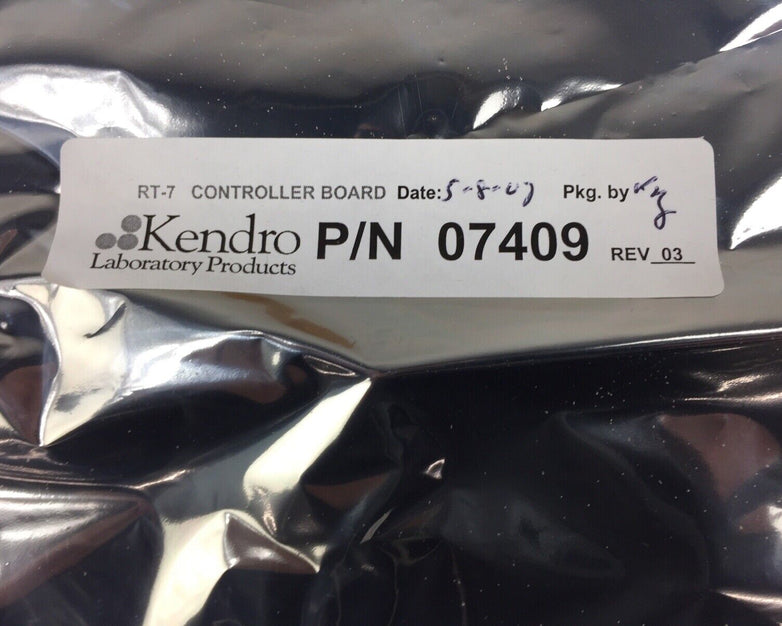 RT-7 CONTROLLER BOARD Date: 5-8-07 Pkg. by
Kendro P/N 07409 REV 03
Laboratory Products